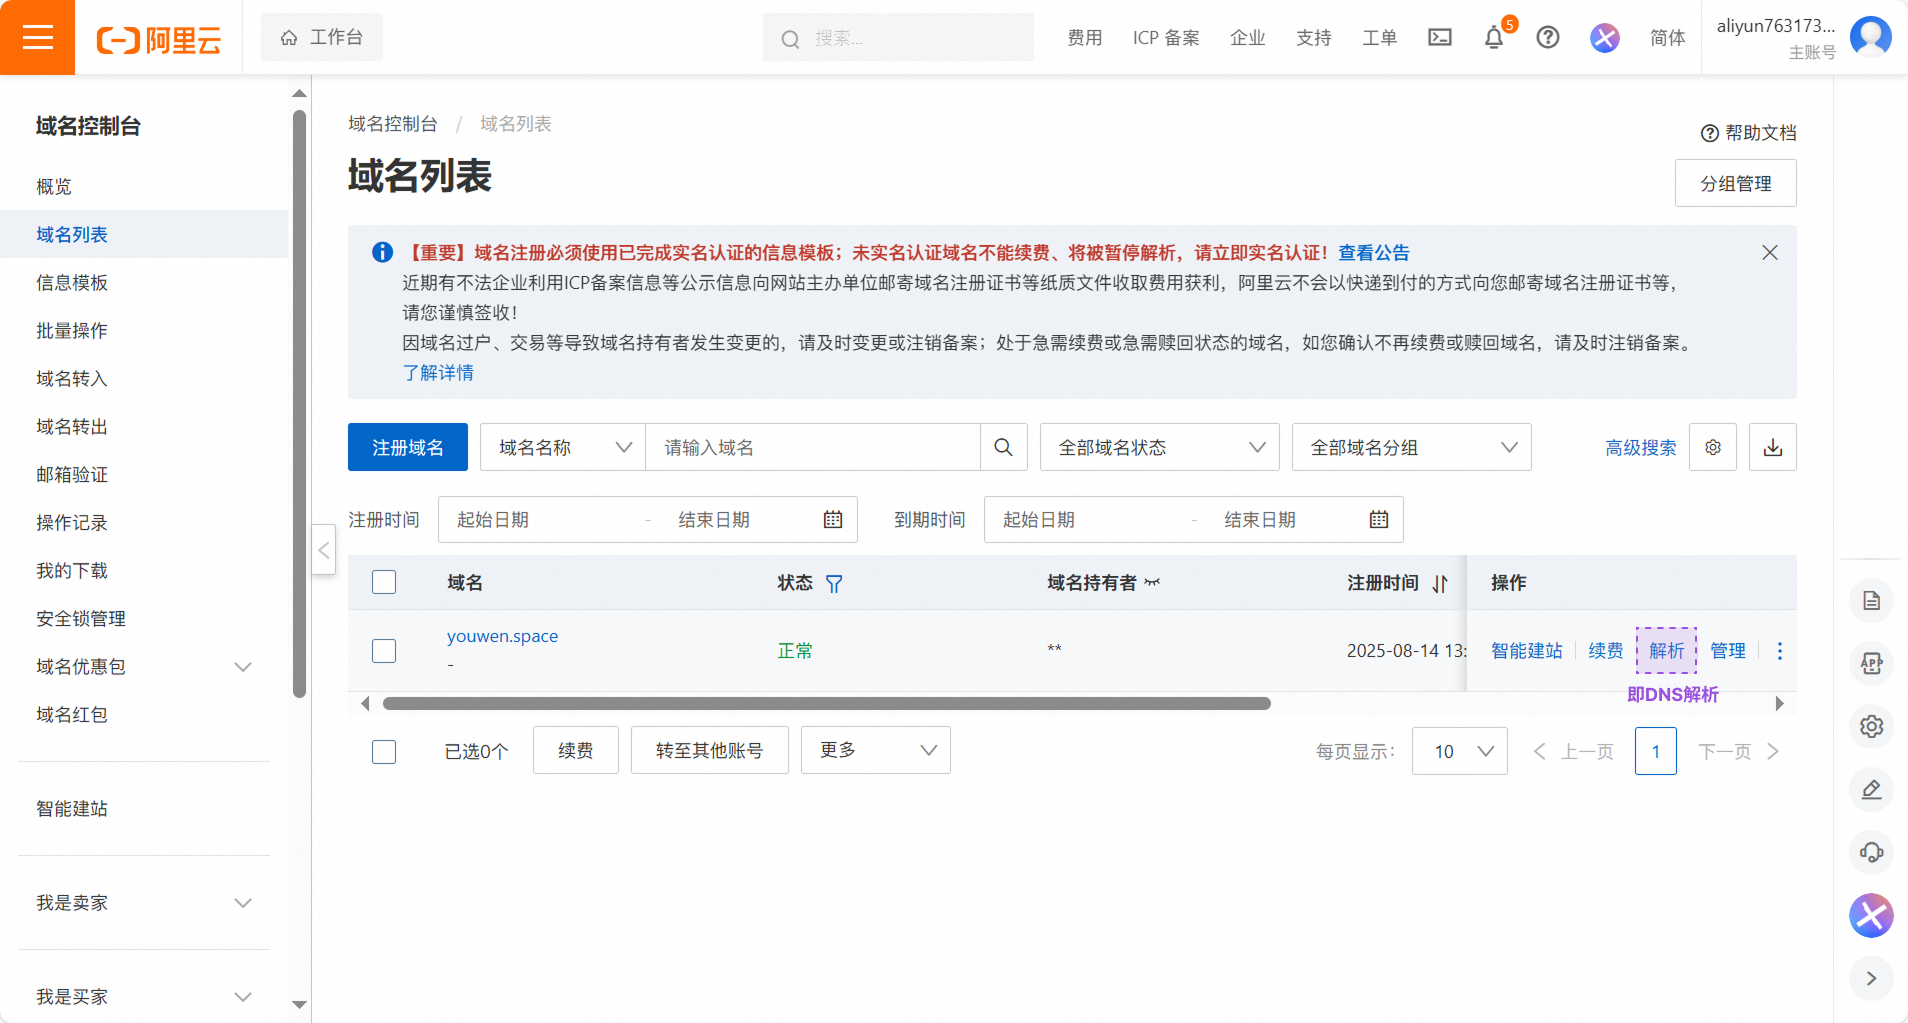 阿里云
工作台
搜索...
费用
ICP 备案
企业
支持
工单
5
简体
aliyun763173...
主账号
域名控制台
概览
域名列表
信息模板
批量操作
域名转入
域名转出
邮箱验证
操作记录
我的下载
安全锁管理
域名优惠包
域名红包
智能建站
我是卖家
我是买家
域名控制台 / 域名列表
域名列表
帮助文档
分组管理
【重要】域名注册必须使用已完成实名认证的信息模板；未实名认证域名不能续费、将被暂停解析，请立即实名认证！查看公告
近期有不法企业利用ICP备案信息等公示信息向网站主办单位邮寄域名注册证书等纸质文件收取费用获利，阿里云不会以快递到付的方式向您邮寄域名注册证书等，
请您谨慎签收！
因域名过户、交易等导致域名持有者发生变更的，请及时变更或注销备案；处于急需续费或急需赎回状态的域名，如您确认不再续费或赎回域名，请及时注销备案。
了解详情
注册域名
域名名称
请输入域名
全部域名状态
全部域名分组
高级搜索
注册时间
起始日期 - 结束日期
到期时间
起始日期 - 结束日期
域名
状态
域名持有者
注册时间
操作
youwen.space
-
正常
**
2025-08-14 13:
智能建站
续费
解析
管理
即DNS解析
已选0个
续费
转至其他账号
更多
每页显示：
10
上一页
1
下一页
APP